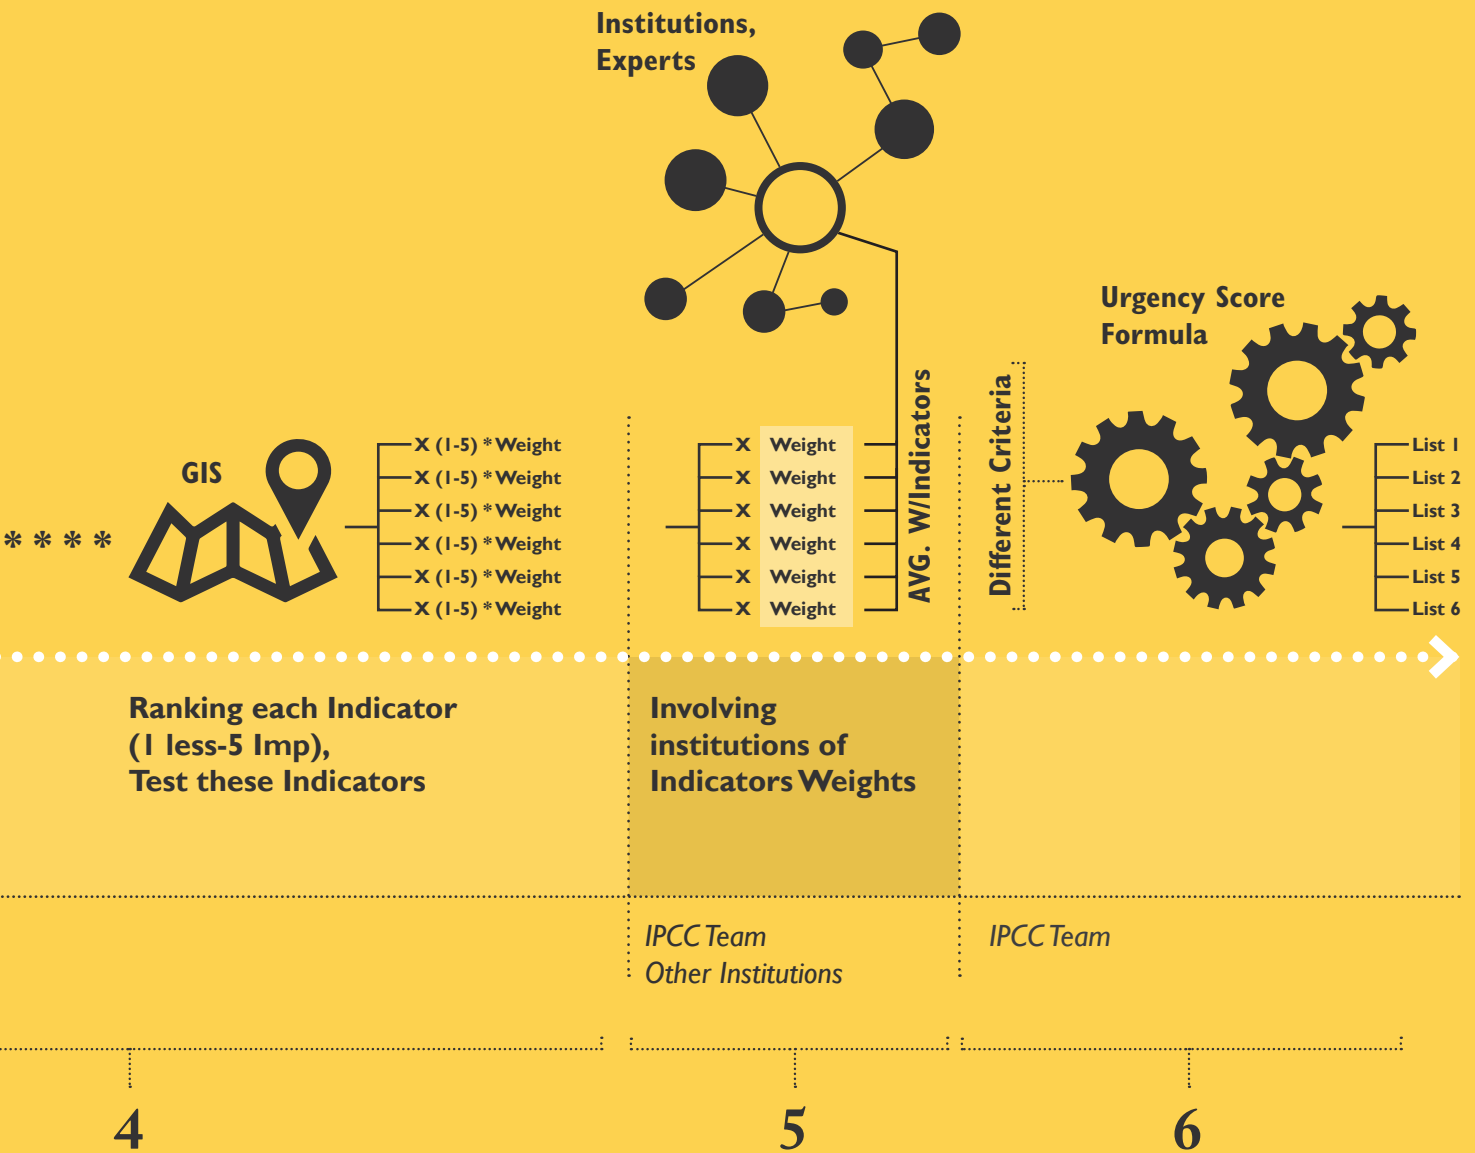 Institutions,
Experts
Urgency Score
Formula
GIS
* * * *
X (1-5) * Weight
X (1-5) * Weight
X (1-5) * Weight
X (1-5) * Weight
X (1-5) * Weight
X (1-5) * Weight
X Weight
X Weight
X Weight
X Weight
X Weight
X Weight
AVG. W/Indicators
Different Criteria
List 1
List 2
List 3
List 4
List 5
List 6
Ranking each Indicator
(1 less-5 Imp),
Test these Indicators
Involving
institutions of
Indicators Weights
IPCC Team
Other Institutions
IPCC Team
4
5
6